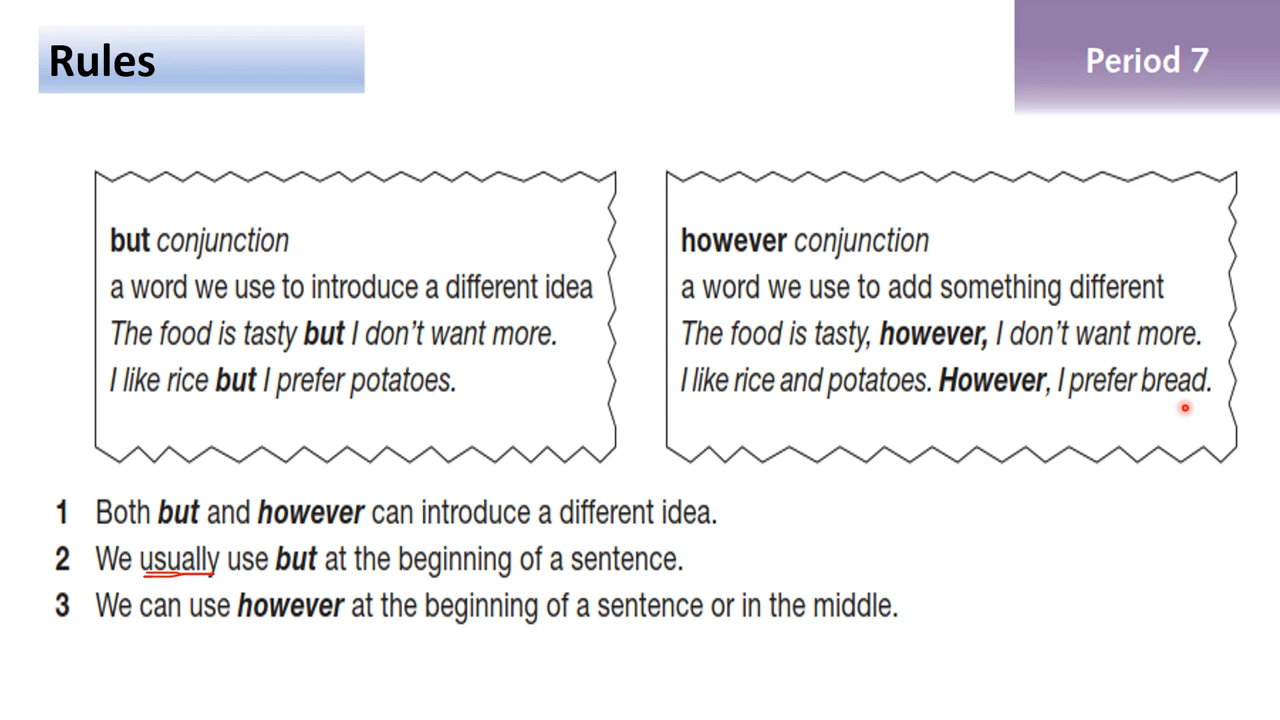 Rules
Period 7
but conjunction
a word we use to introduce a different idea
The food is tasty but I don't want more.
I like rice but I prefer potatoes.
however conjunction
a word we use to add something different
The food is tasty, however, I don't want more.
I like rice and potatoes. However, I prefer bread.
1 Both but and however can introduce a different idea.
2 We usually use but at the beginning of a sentence.
3 We can use however at the beginning of a sentence or in the middle.